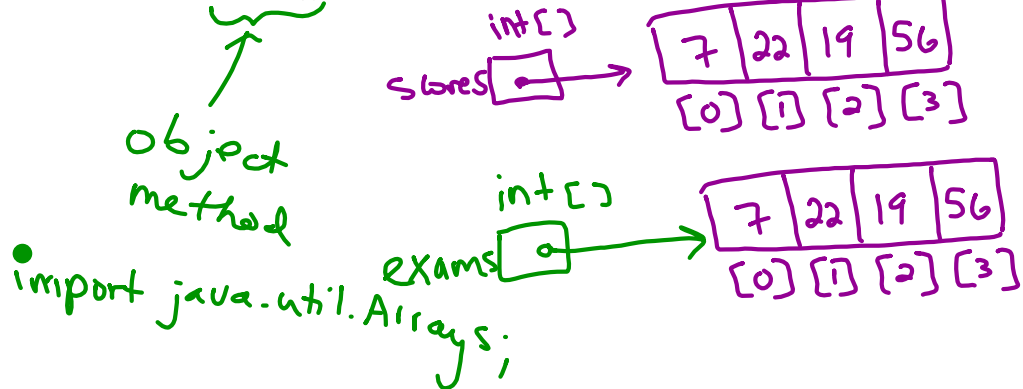 int[]
scores 7 22 19 56
[0] [1] [2] [3]
object
method
int[]
exams 7 22 19 56
[0] [1] [2] [3]
import java.util.Arrays;